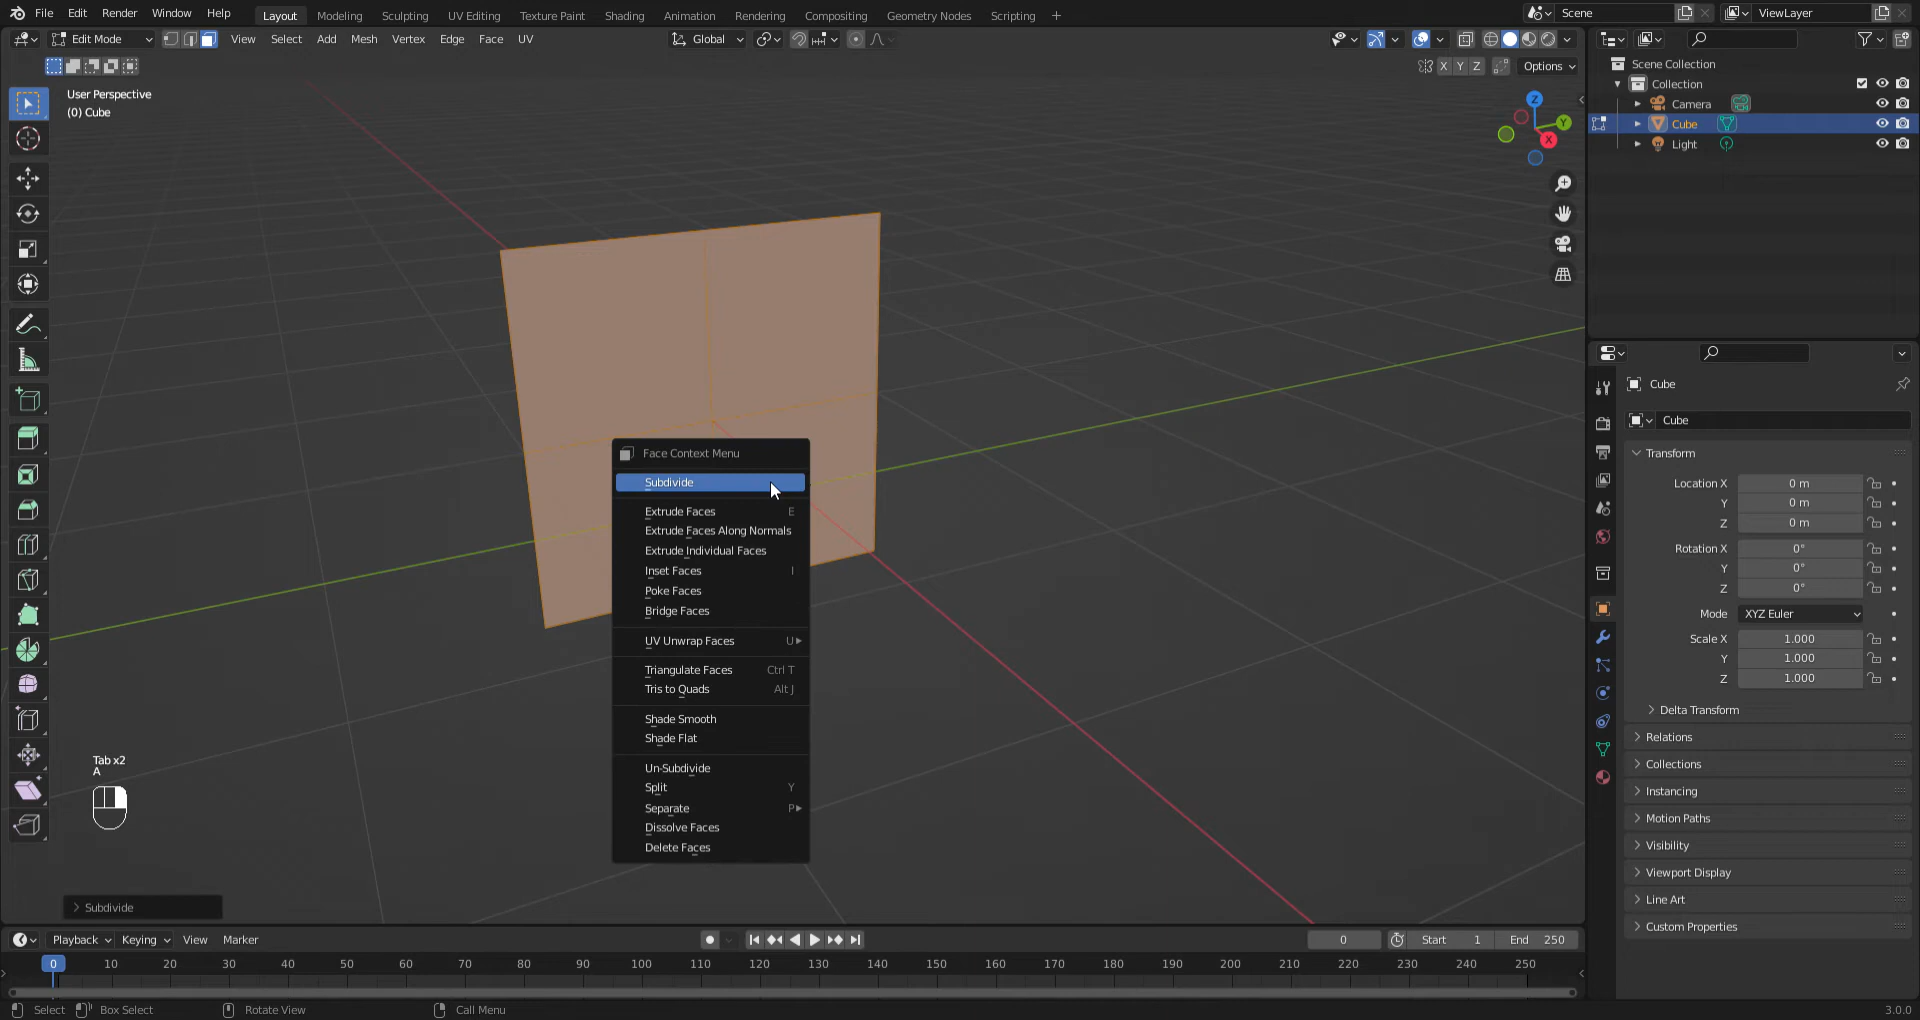 File Edit Render Window Help Layout Modeling Sculpting UV Editing Texture Paint Shading Animation Rendering Compositing Geometry Nodes Scripting + Scene ViewLayer
Edit Mode View Select Add Mesh Vertex Edge Face UV Global
X Y Z Options
User Perspective
(0) Cube
Z
Y
X
Scene Collection
Collection
Camera
Cube
Light
Cube
Cube
Transform
Location X 0 m
Y 0 m
Z 0 m
Rotation X 0°
Y 0°
Z 0°
Mode XYZ Euler
Scale X 1.000
Y 1.000
Z 1.000
Delta Transform
Relations
Collections
Instancing
Motion Paths
Visibility
Viewport Display
Line Art
Custom Properties
Face Context Menu
Subdivide
Extrude Faces E
Extrude Faces Along Normals
Extrude Individual Faces
Inset Faces I
Poke Faces
Bridge Faces
UV Unwrap Faces U
Triangulate Faces Ctrl T
Tris to Quads Alt J
Shade Smooth
Shade Flat
Un-Subdivide
Split Y
Separate P
Dissolve Faces
Delete Faces
Tab x2
A
Subdivide
Playback Keying View Marker 0 Start 1 End 250
0 10 20 30 40 50 60 70 80 90 100 110 120 130 140 150 160 170 180 190 200 210 220 230 240 250
Select Box Select Rotate View Call Menu 3.0.0